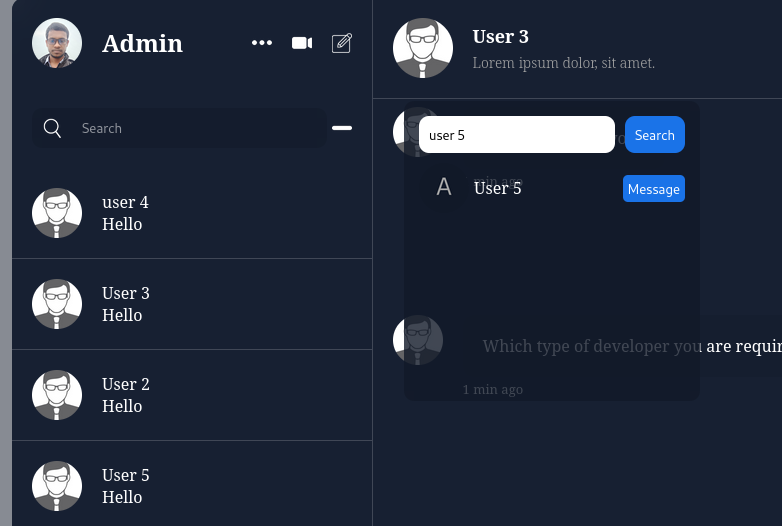 Admin
Search
user 4
Hello
User 3
Hello
User 2
Hello
User 5
Hello
User 3
Lorem ipsum dolor, sit amet.
user 5
Search
min ago
A
User 5
Message
Which type of developer you are requir
1 min ago